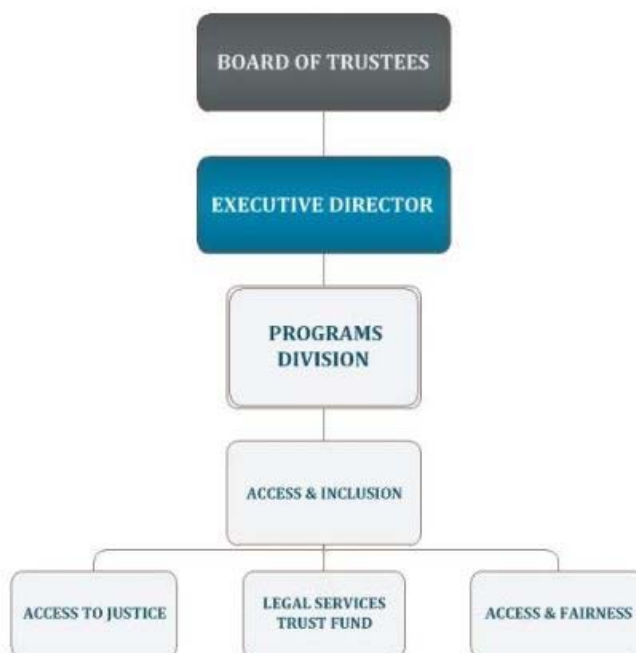 BOARD OF TRUSTEES
EXECUTIVE DIRECTOR
PROGRAMS
DIVISION
ACCESS & INCLUSION
ACCESS TO JUSTICE
LEGAL SERVICES
TRUST FUND
ACCESS & FAIRNESS